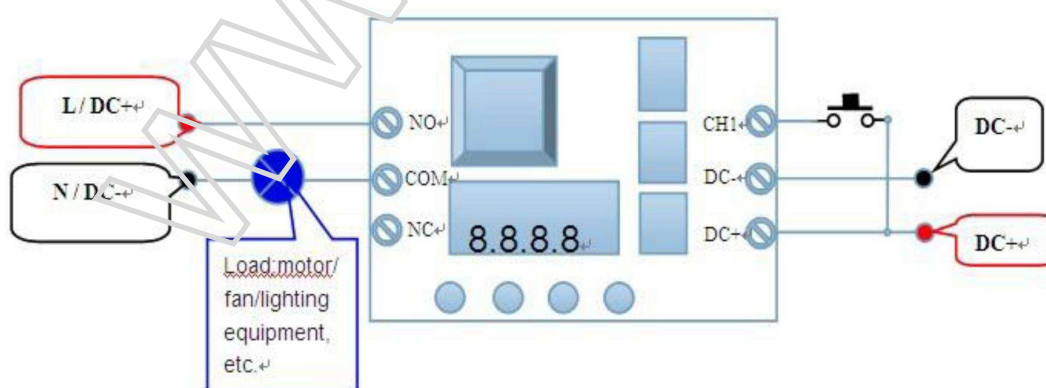 L / DC+↵
N / DC-↵
NO↵
COM↵
NC↵
8.8.8.8↵
CH1↵
DC-↵
DC+↵
DC-↵
DC+↵
Load:motor/
fan/lighting
equipment,
etc.↵